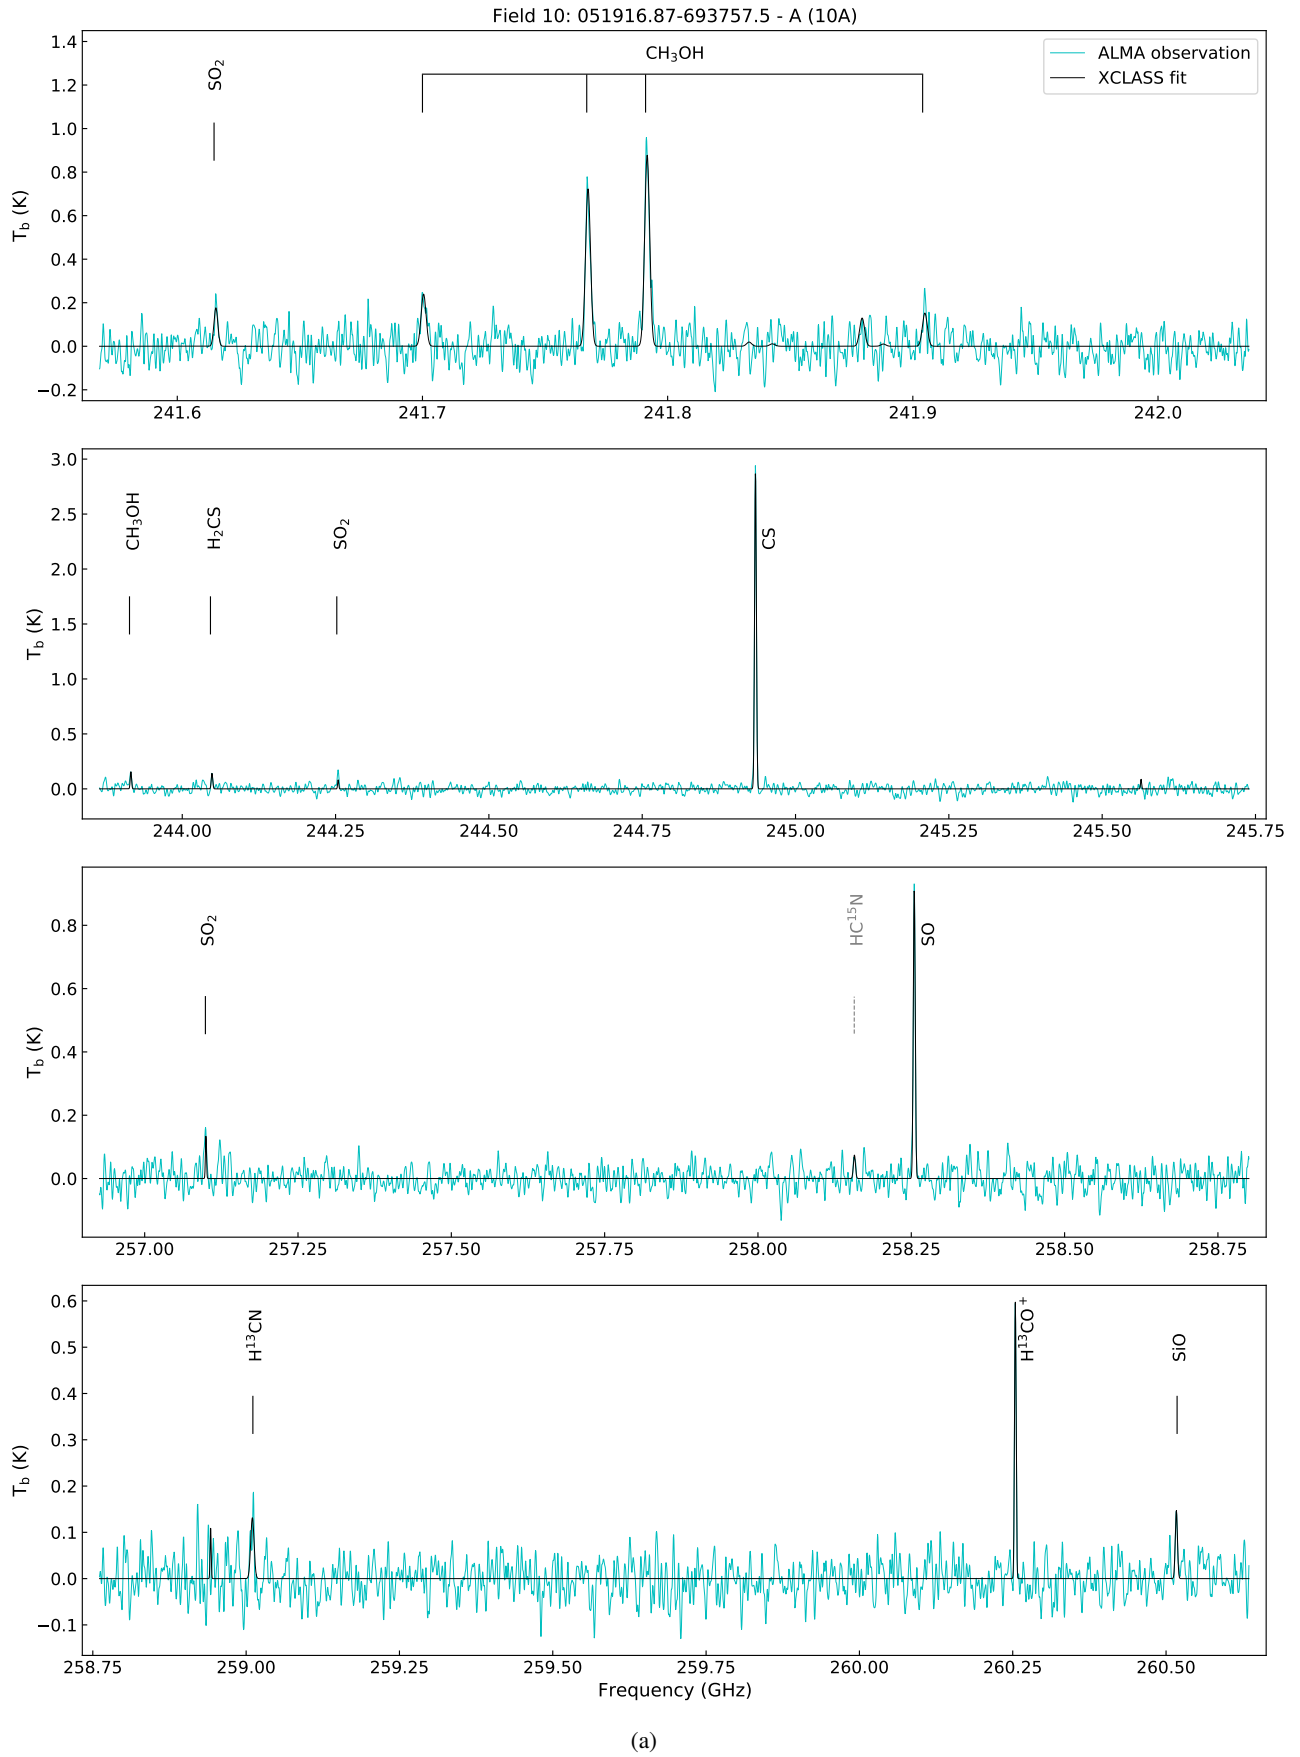 Field 10: 051916.87-693757.5 - A (10A)
ALMA observation
XCLASS fit
SO₂
CH₃OH
T_b (K)
1.4
1.2
1.0
0.8
0.6
0.4
0.2
0.0
−0.2
241.6 241.7 241.8 241.9 242.0
CH₃OH
H₂CS
SO₂
CS
T_b (K)
3.0
2.5
2.0
1.5
1.0
0.5
0.0
244.00 244.25 244.50 244.75 245.00 245.25 245.50 245.75
SO₂
HC¹⁵N
SO
T_b (K)
0.8
0.6
0.4
0.2
0.0
257.00 257.25 257.50 257.75 258.00 258.25 258.50 258.75
H¹³CN
H¹³CO⁺
SiO
T_b (K)
0.6
0.5
0.4
0.3
0.2
0.1
0.0
−0.1
258.75 259.00 259.25 259.50 259.75 260.00 260.25 260.50
Frequency (GHz)
(a)